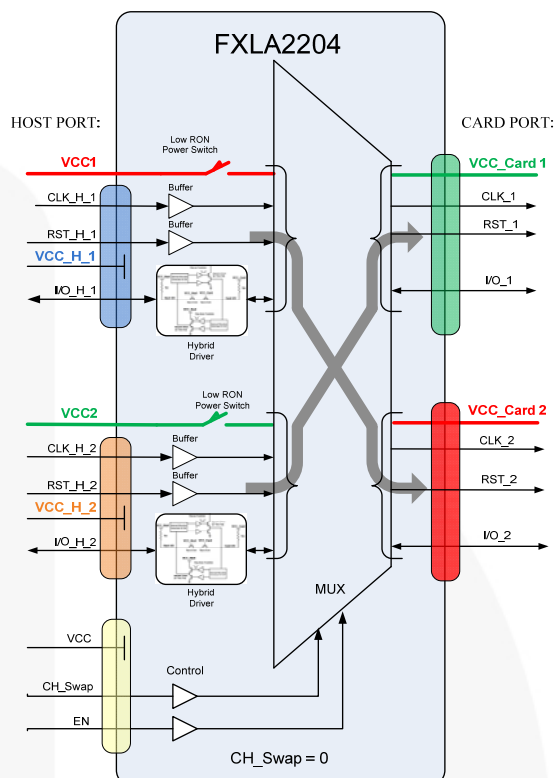 FXLA2204
HOST PORT:
CARD PORT:
Low RON
Power Switch
VCC1
VCC_Card 1
CLK_H_1
Buffer
CLK_1
RST_H_1
Buffer
RST_1
VCC_H_1
I/O_H_1
I/O_1
Hybrid
Driver
Low RON
Power Switch
VCC2
VCC_Card 2
CLK_H_2
Buffer
CLK_2
RST_H_2
Buffer
RST_2
VCC_H_2
I/O_H_2
I/O_2
Hybrid
Driver
MUX
VCC
CH_Swap
Control
EN
CH_Swap = 0